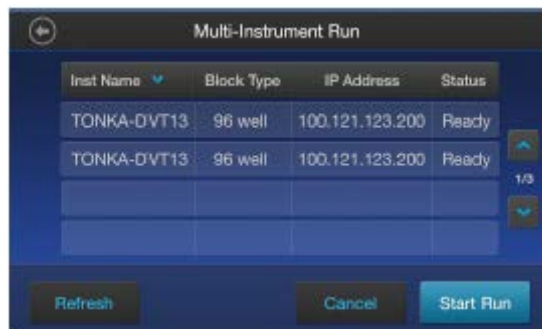 Multi-Instrument Run
Inst Name Block Type IP Address Status
TONKA-DVT13 96 well 100.121.123.200 Ready
TONKA-DVT13 96 well 100.121.123.200 Ready
1/3
Refresh Cancel Start Run